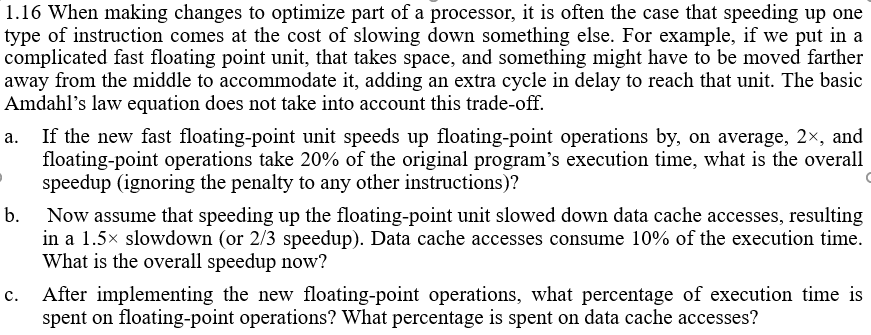 1.16 When making changes to optimize part of a processor, it is often the case that speeding up one
type of instruction comes at the cost of slowing down something else. For example, if we put in a
complicated fast floating point unit, that takes space, and something might have to be moved farther
away from the middle to accommodate it, adding an extra cycle in delay to reach that unit. The basic
Amdahl’s law equation does not take into account this trade-off.
a. If the new fast floating-point unit speeds up floating-point operations by, on average, 2×, and
floating-point operations take 20% of the original program’s execution time, what is the overall
speedup (ignoring the penalty to any other instructions)?
b. Now assume that speeding up the floating-point unit slowed down data cache accesses, resulting
in a 1.5× slowdown (or 2/3 speedup). Data cache accesses consume 10% of the execution time.
What is the overall speedup now?
c. After implementing the new floating-point operations, what percentage of execution time is
spent on floating-point operations? What percentage is spent on data cache accesses?